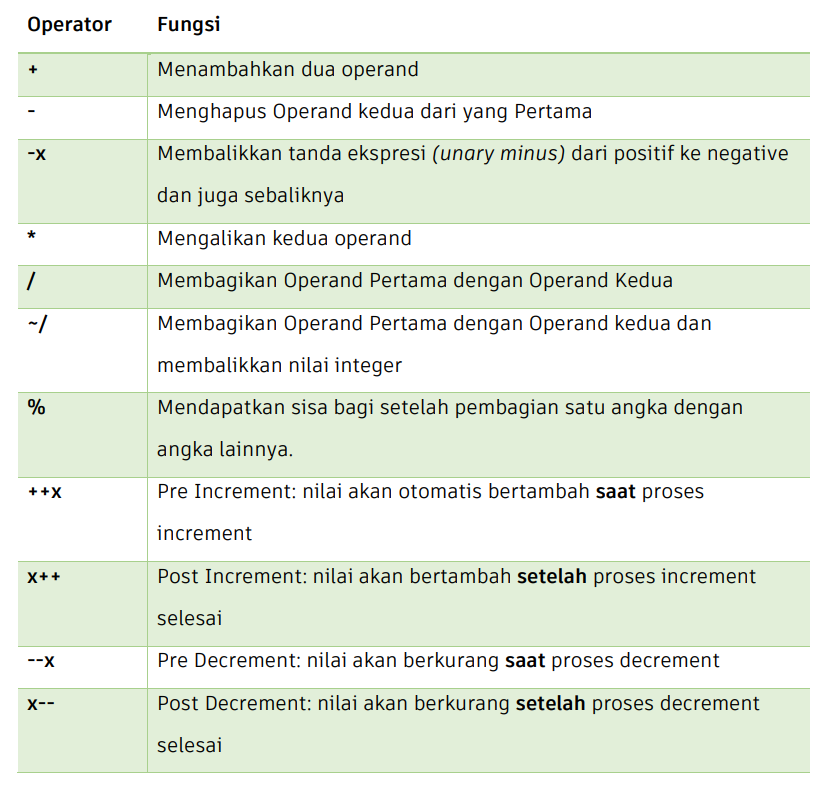 Operator Fungsi
+ Menambahkan dua operand
- Menghapus Operand kedua dari yang Pertama
-x Membalikkan tanda ekspresi (unary minus) dari positif ke negative
dan juga sebaliknya
* Mengalikan kedua operand
/ Membagikan Operand Pertama dengan Operand Kedua
~/ Membagikan Operand Pertama dengan Operand kedua dan
membalikkan nilai integer
% Mendapatkan sisa bagi setelah pembagian satu angka dengan
angka lainnya.
++x Pre Increment: nilai akan otomatis bertambah saat proses
increment
x++ Post Increment: nilai akan bertambah setelah proses increment
selesai
--x Pre Decrement: nilai akan berkurang saat proses decrement
x-- Post Decrement: nilai akan berkurang setelah proses decrement
selesai